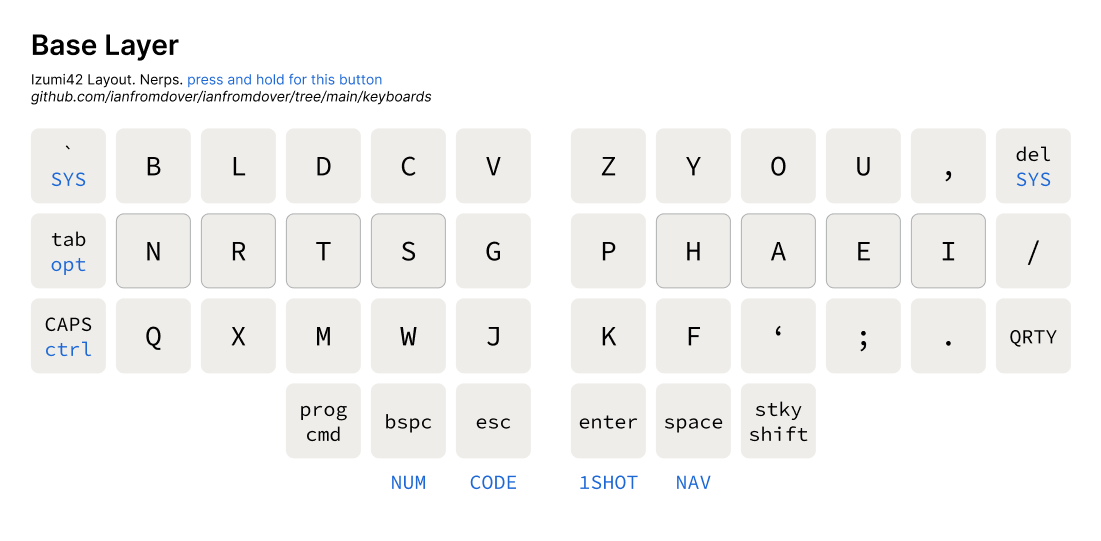 Base Layer
Izumi42 Layout. Nerps. press and hold for this button
github.com/ianfromdover/ianfromdover/tree/main/keyboards
` B L D C V Z Y O U , del
SYS SYS
tab N R T S G P H A E I /
opt
CAPS Q X M W J K F ‘ ; . QRTY
ctrl
prog bspc esc enter space stky
cmd shift
NUM CODE 1SHOT NAV